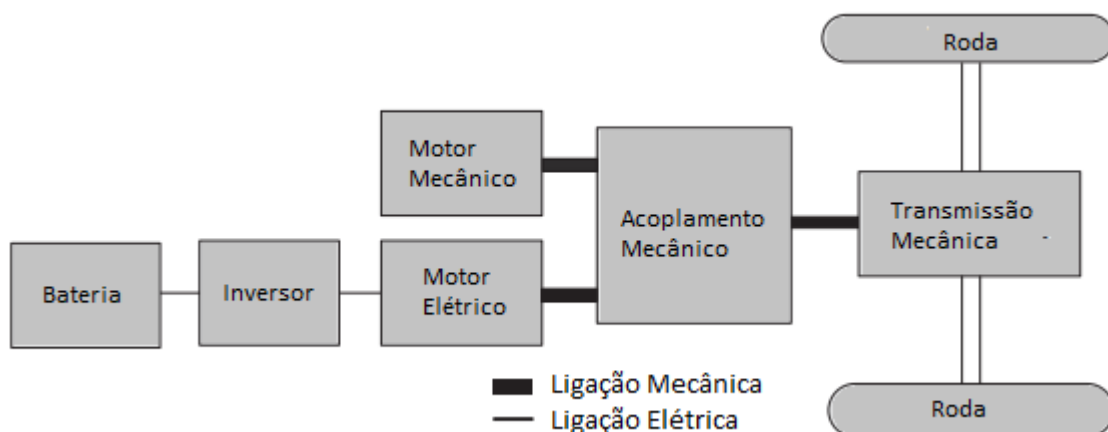 Roda
Motor
Mecânico
Acoplamento
Mecânico
Transmissão
Mecânica
Bateria
Inversor
Motor
Elétrico
Ligação Mecânica
Ligação Elétrica
Roda